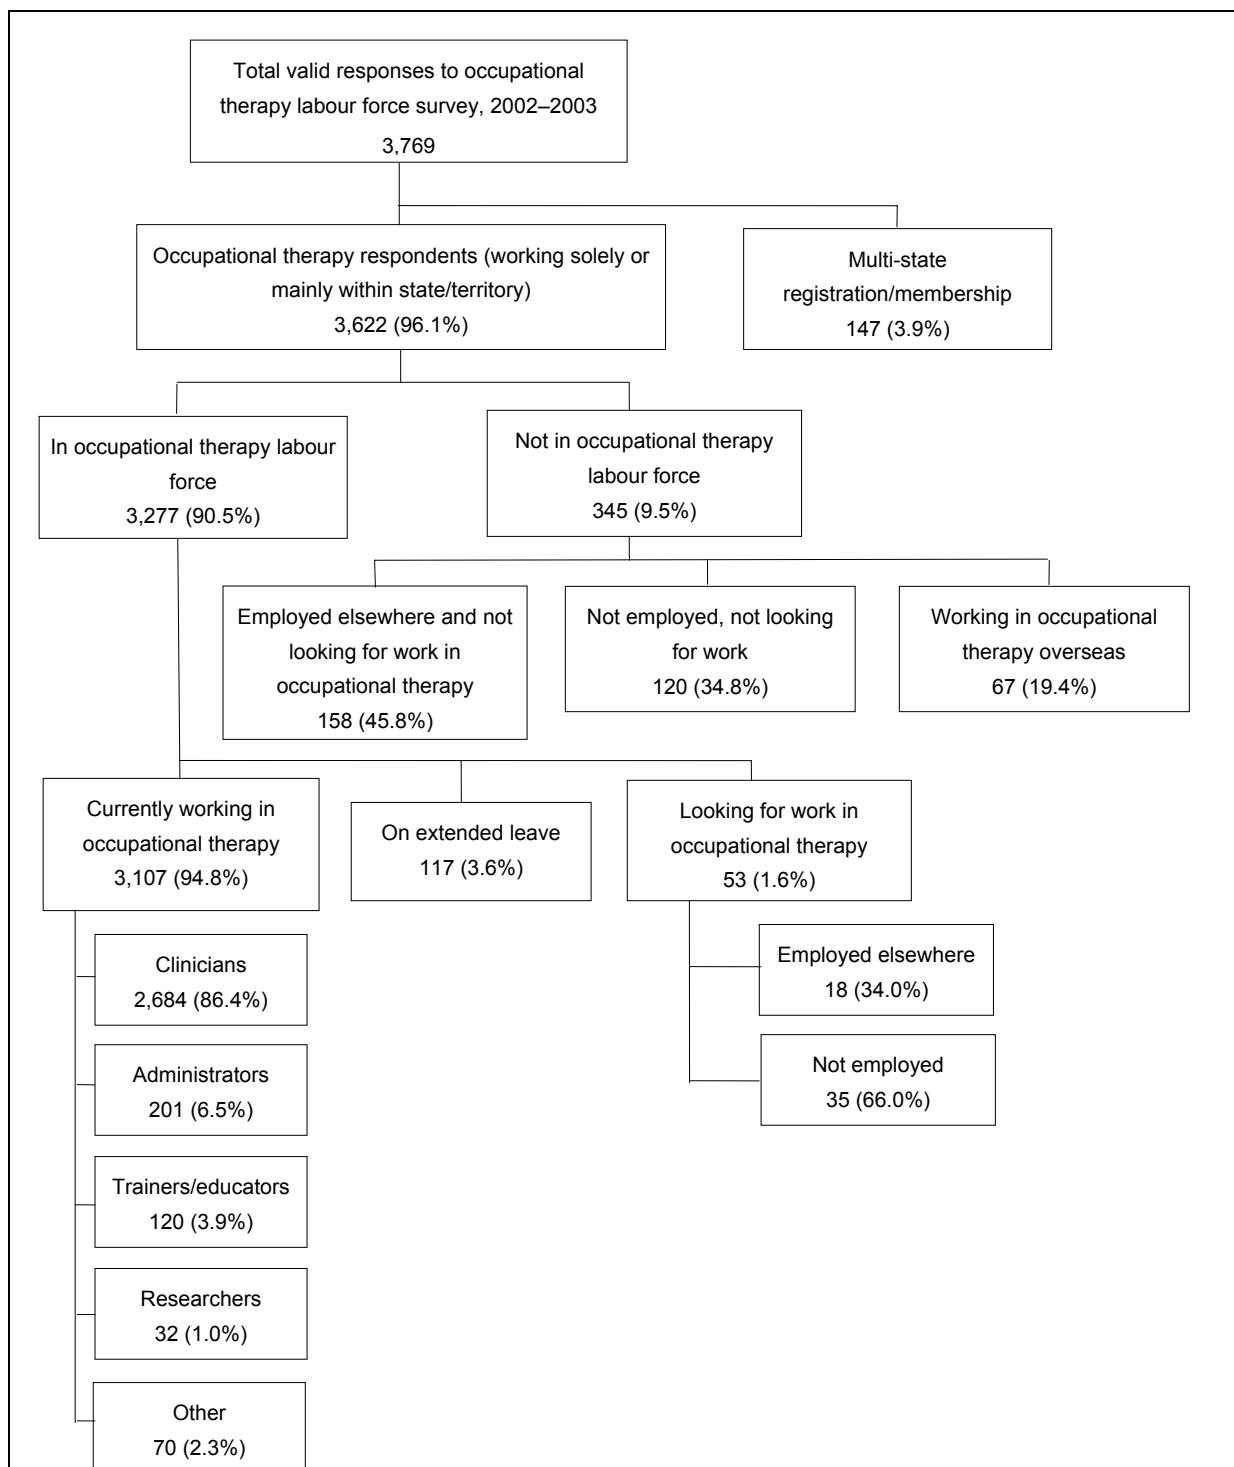 Total valid responses to occupational
therapy labour force survey, 2002–2003
3,769
Occupational therapy respondents (working solely or
mainly within state/territory)
3,622 (96.1%)
Multi-state
registration/membership
147 (3.9%)
In occupational therapy labour
force
3,277 (90.5%)
Not in occupational therapy
labour force
345 (9.5%)
Employed elsewhere and not
looking for work in
occupational therapy
158 (45.8%)
Not employed, not looking
for work
120 (34.8%)
Working in occupational
therapy overseas
67 (19.4%)
Currently working in
occupational therapy
3,107 (94.8%)
On extended leave
117 (3.6%)
Looking for work in
occupational therapy
53 (1.6%)
Clinicians
2,684 (86.4%)
Administrators
201 (6.5%)
Trainers/educators
120 (3.9%)
Researchers
32 (1.0%)
Other
70 (2.3%)
Employed elsewhere
18 (34.0%)
Not employed
35 (66.0%)